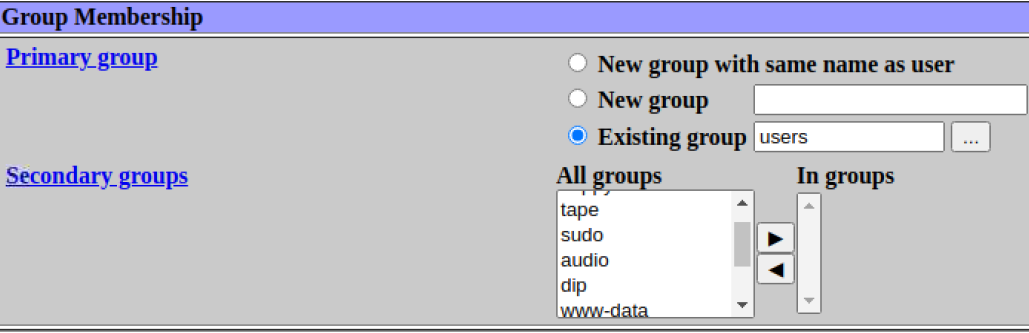 Group Membership
Primary group
New group with same name as user
New group
Existing group users ...
Secondary groups All groups In groups
tape
sudo
audio
dip
www-data